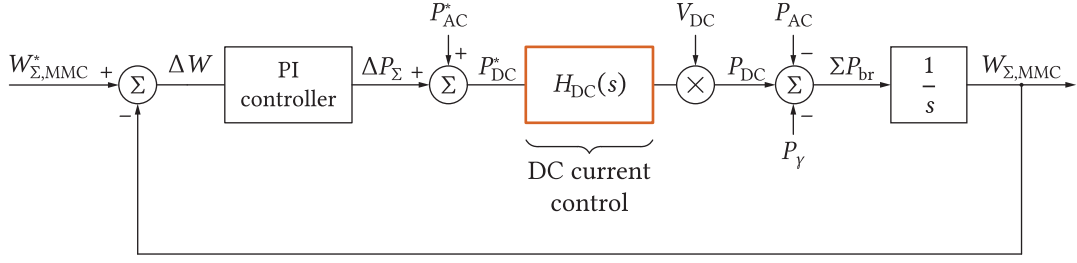 W*Σ,MMC + Σ − ΔW PI controller ΔPΣ + Σ + P*AC P*DC HDC(s) VDC × PDC Σ − PAC − Pγ ΣPbr 1/s WΣ,MMC
DC current
control